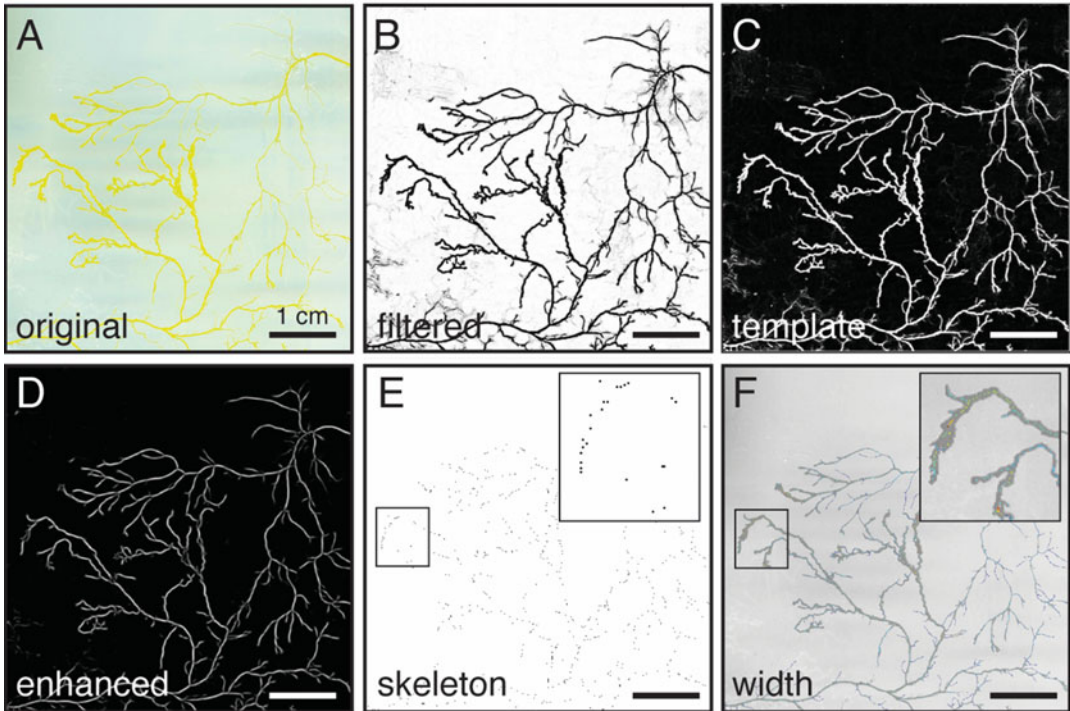 A
original
1 cm
B
filtered
C
template
D
enhanced
E
skeleton
F
width